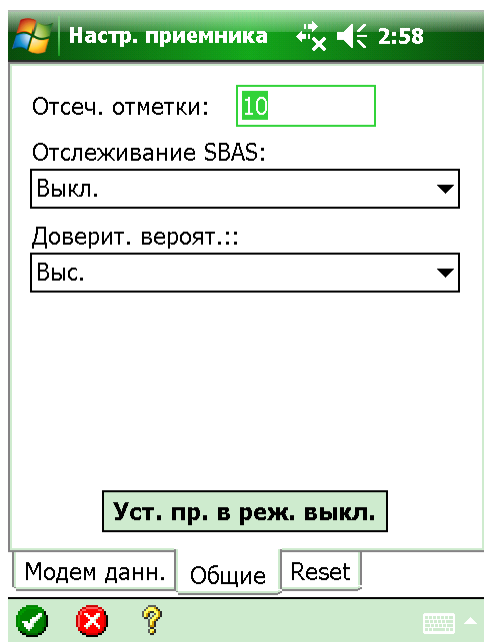 Настр. приемника 2:58
Отсеч. отметки: 10
Отслеживание SBAS:
Выкл.
Доверит. вероят.::
Выс.
Уст. пр. в реж. выкл.
Модем данн. Общие Reset